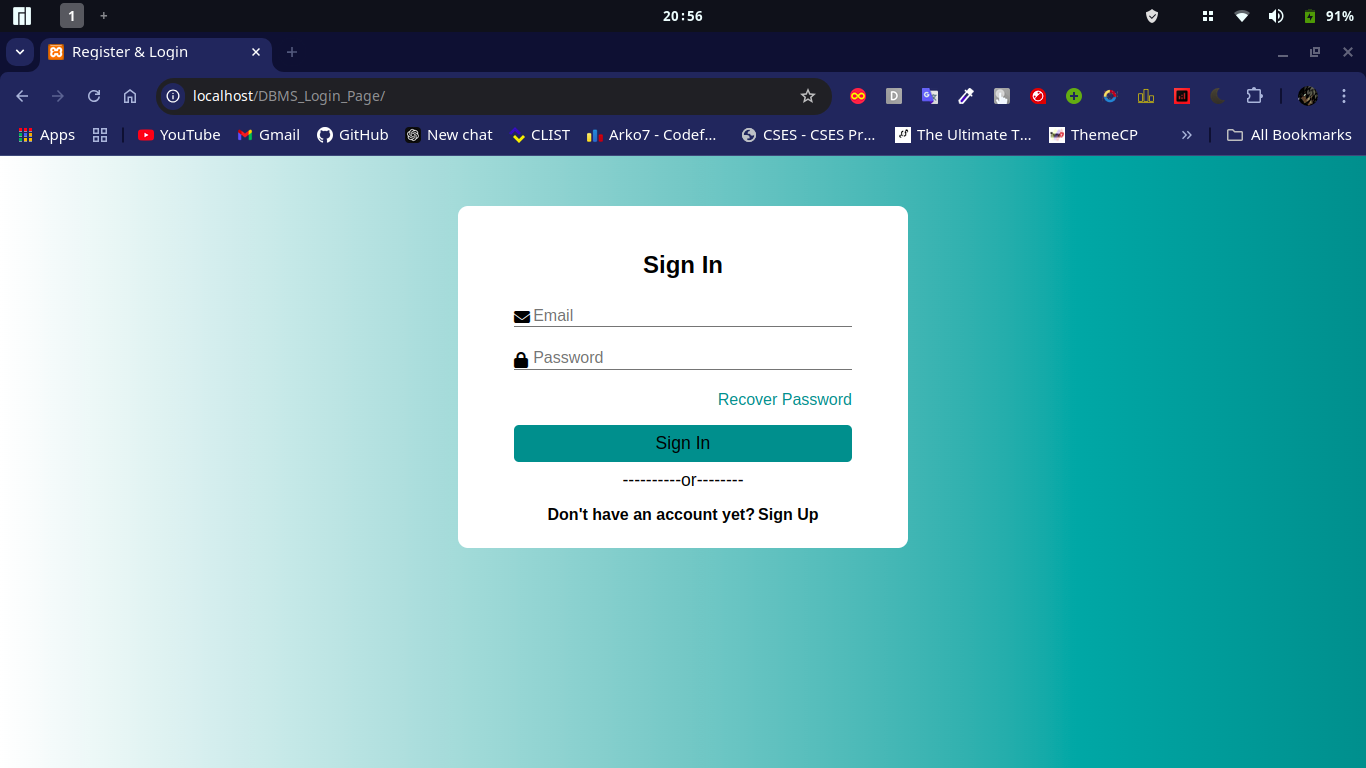 1 + 20:56 91%
Register & Login
localhost/DBMS_Login_Page/
Apps YouTube Gmail GitHub New chat CLIST Arko7 - Codef... CSES - CSES Pr... The Ultimate T... ThemeCP » All Bookmarks
Sign In
Email
Password
Recover Password
Sign In
----------or--------
Don't have an account yet? Sign Up